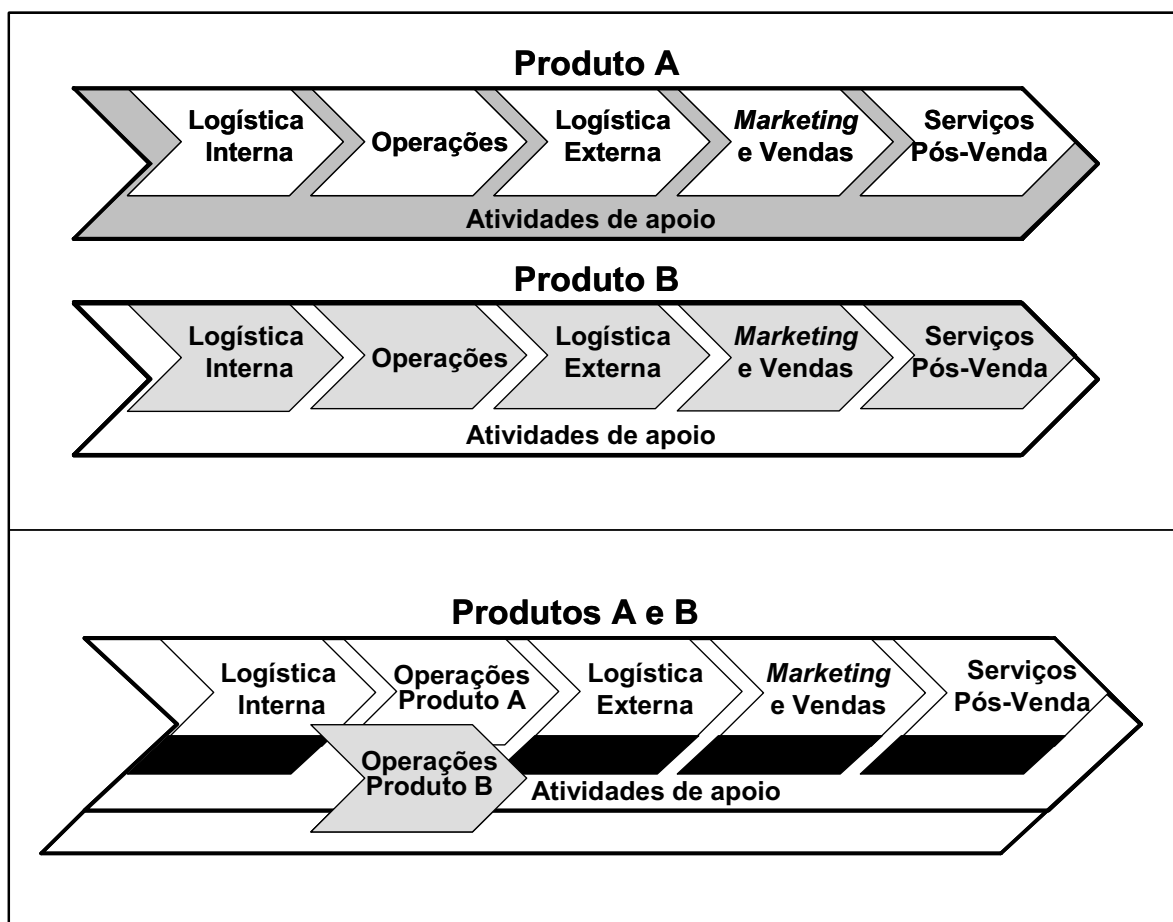 Produto A
Logística
Interna
Operações
Logística
Externa
Marketing
e Vendas
Serviços
Pós-Venda
Atividades de apoio
Produto B
Logística
Interna
Operações
Logística
Externa
Marketing
e Vendas
Serviços
Pós-Venda
Atividades de apoio
Produtos A e B
Logística
Interna
Operações
Produto A
Logística
Externa
Marketing
e Vendas
Serviços
Pós-Venda
Operações
Produto B
Atividades de apoio